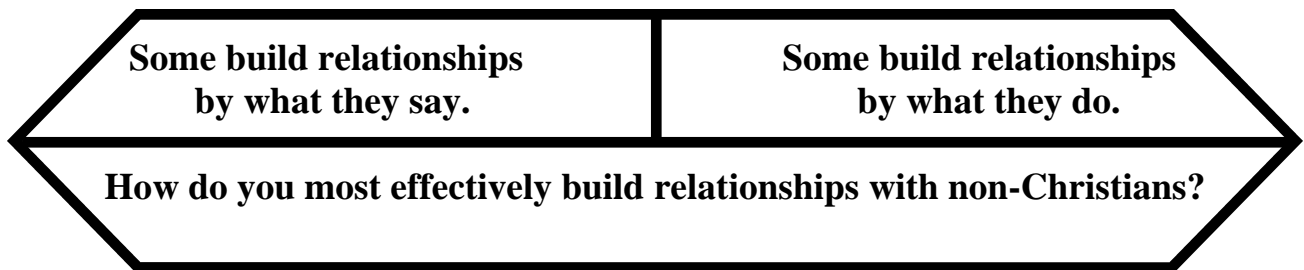 Some build relationships
by what they say.
Some build relationships
by what they do.
How do you most effectively build relationships with non-Christians?